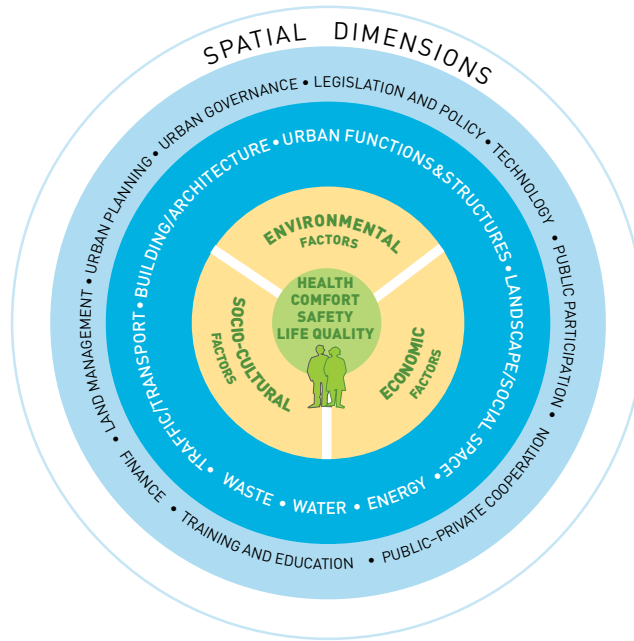 SPATIAL DIMENSIONS
• LAND MANAGEMENT • URBAN PLANNING • URBAN GOVERNANCE • LEGISLATION AND POLICY • TECHNOLOGY • PUBLIC PARTICIPATION
• FINANCE • TRAINING AND EDUCATION • PUBLIC–PRIVATE COOPERATION •
TRAFFIC/TRANSPORT • BUILDING/ARCHITECTURE • URBAN FUNCTIONS&STRUCTURES • LANDSCAPE/SOCIAL SPACE
• WASTE • WATER • ENERGY •
ENVIRONMENTAL
FACTORS
SOCIO-CULTURAL
FACTORS
ECONOMIC
FACTORS
HEALTH
COMFORT
SAFETY
LIFE QUALITY